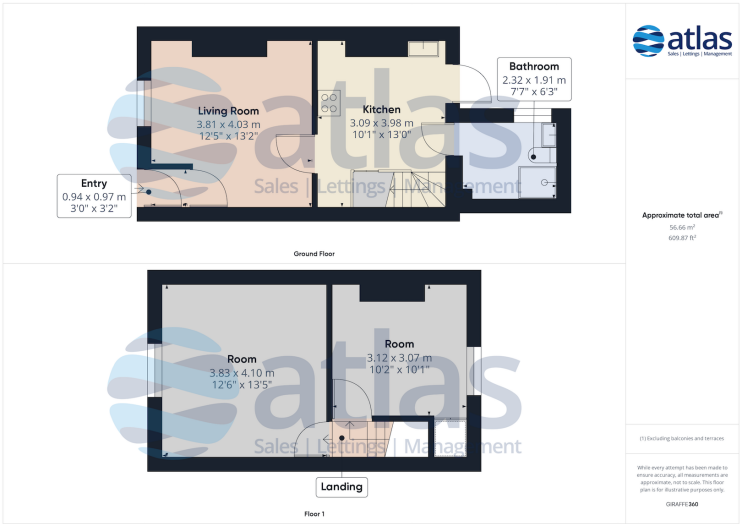 atlas
Sales | Lettings | Management
Bathroom
2.32 x 1.91 m
7'7" x 6'3"
Living Room
3.81 x 4.03 m
12'5" x 13'2"
Kitchen
3.09 x 3.98 m
10'1" x 13'0"
atlas
Sales | Lettings | Management
Entry
0.94 x 0.97 m
3'0" x 3'2"
Ground Floor
Approximate total area(1)
56.66 m²
609.87 ft²
Room
3.83 x 4.10 m
12'6" x 13'5"
Room
3.12 x 3.07 m
10'2" x 10'1"
atlas
Sales | Lettings | Management
Landing
Floor 1
(1) Excluding balconies and terraces
While every attempt has been made to
ensure accuracy, all measurements are
approximate, not to scale. This floor
plan is for illustrative purposes only.
GIRAFFE360